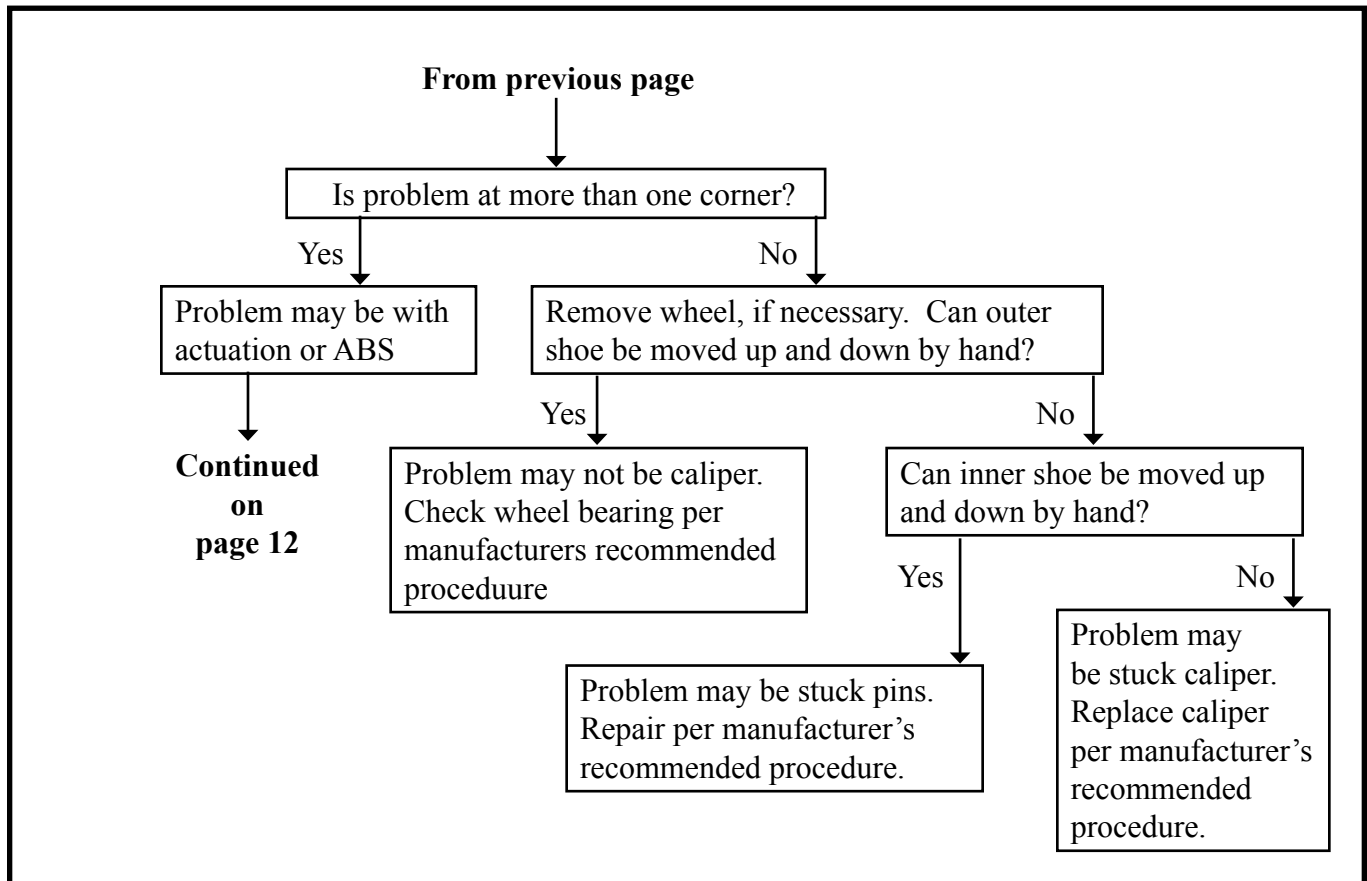 From previous page
Is problem at more than one corner?
Yes
No
Problem may be with
actuation or ABS
Remove wheel, if necessary.  Can outer
shoe be moved up and down by hand?
Yes
No
Continued
on
page 12
Problem may not be caliper.
Check wheel bearing per
manufacturers recommended
proceduure
Can inner shoe be moved up
and down by hand?
Yes
No
Problem may be stuck pins.
Repair per manufacturer’s
recommended procedure.
Problem may
be stuck caliper.
Replace caliper
per manufacturer’s
recommended
procedure.